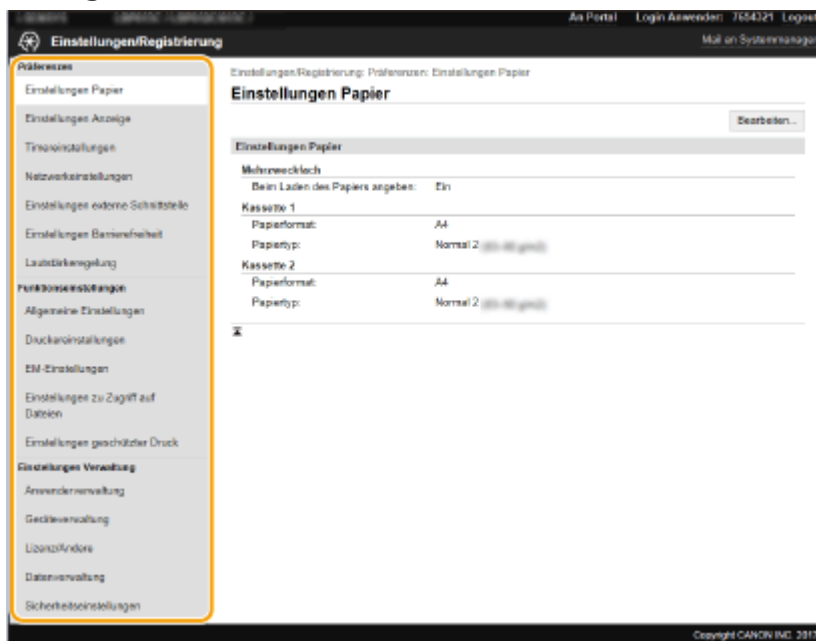 An Portal Login Anwender: 7654321 Logout
Einstellungen/Registrierung
Mail an Systemmanager
Präferenzen
Einstellungen Papier
Einstellungen Anzeige
Timereinstellungen
Netzwerkeinstellungen
Einstellungen externe Schnittstelle
Einstellungen Barrierefreiheit
Lautstärkeregelung
Funktionseinstellungen
Allgemeine Einstellungen
Druckereinstellungen
EM-Einstellungen
Einstellungen zu Zugriff auf
Dateien
Einstellungen geschützter Druck
Einstellungen Verwaltung
Anwenderverwaltung
Geräteverwaltung
Lizenz/Andere
Datenverwaltung
Sicherheitseinstellungen
Einstellungen/Registrierung: Präferenzen: Einstellungen Papier
Einstellungen Papier
Bearbeiten...
Einstellungen Papier
Mehrzweckfach
Beim Laden des Papiers angeben: Ein
Kassette 1
Papierformat: A4
Papiertyp: Normal 2
Kassette 2
Papierformat: A4
Papiertyp: Normal 2
Copyright CANON INC. 201